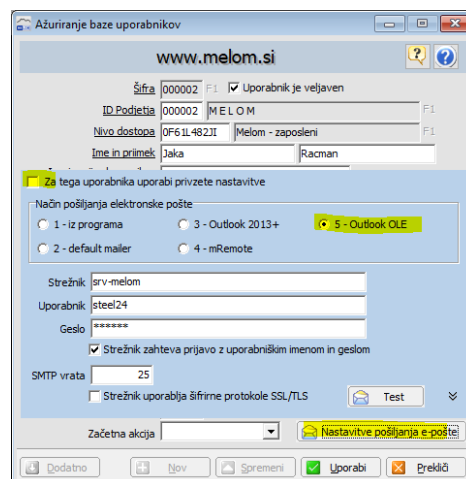 Ažuriranje baze uporabnikov
www.melom.si
Šifra 000002 F1 Uporabnik je veljaven
ID Podjetja 000002 M E L O M F1
Nivo dostopa 0F61L482JI Melom - zaposleni F1
Ime in priimek Jaka Racman
Za tega uporabnika uporabi privzete nastavitve
Način pošiljanja elektronske pošte
1 - iz programa 3 - Outlook 2013+ 5 - Outlook OLE
2 - default mailer 4 - mRemote
Strežnik srv-melom
Uporabnik steel24
Geslo ******
Strežnik zahteva prijavo z uporabniškim imenom in geslom
SMTP vrata 25
Strežnik uporablja šifrirne protokole SSL/TLS Test
Začetna akcija Nastavitve pošiljanja e-pošte
Dodatno Nov Spremeni Uporabi Prekliči